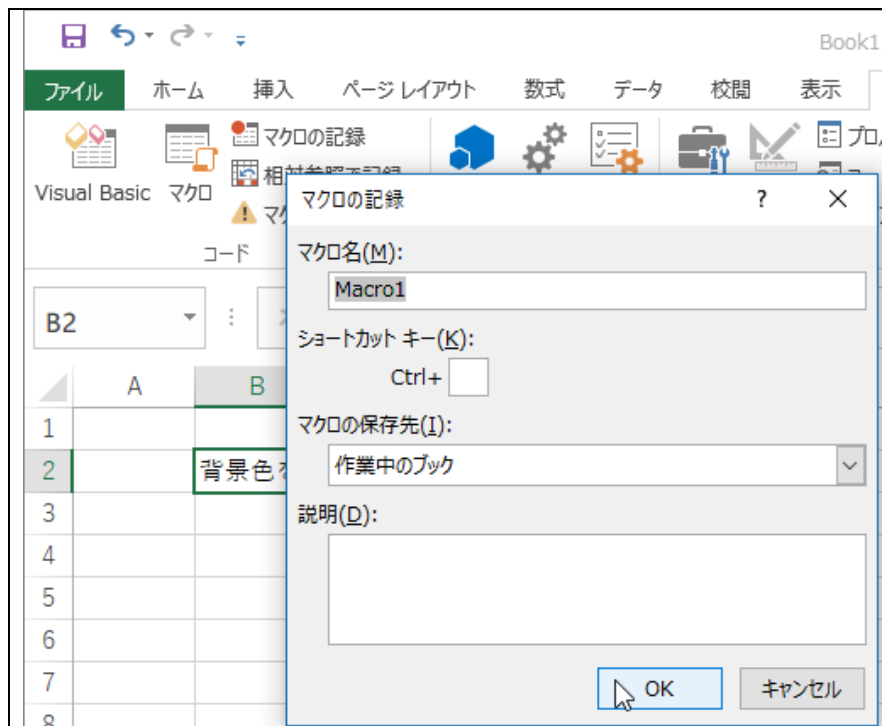 Book1
ファイル ホーム 挿入 ページ レイアウト 数式 データ 校閲 表示
Visual Basic マクロ
マクロの記録
コード
マクロの記録 ?
マクロ名(M):
Macro1
ショートカット キー(K):
Ctrl+
マクロの保存先(I):
作業中のブック
説明(D):
OK キャンセル
B2
A B
1
2 背景色
3
4
5
6
7
8